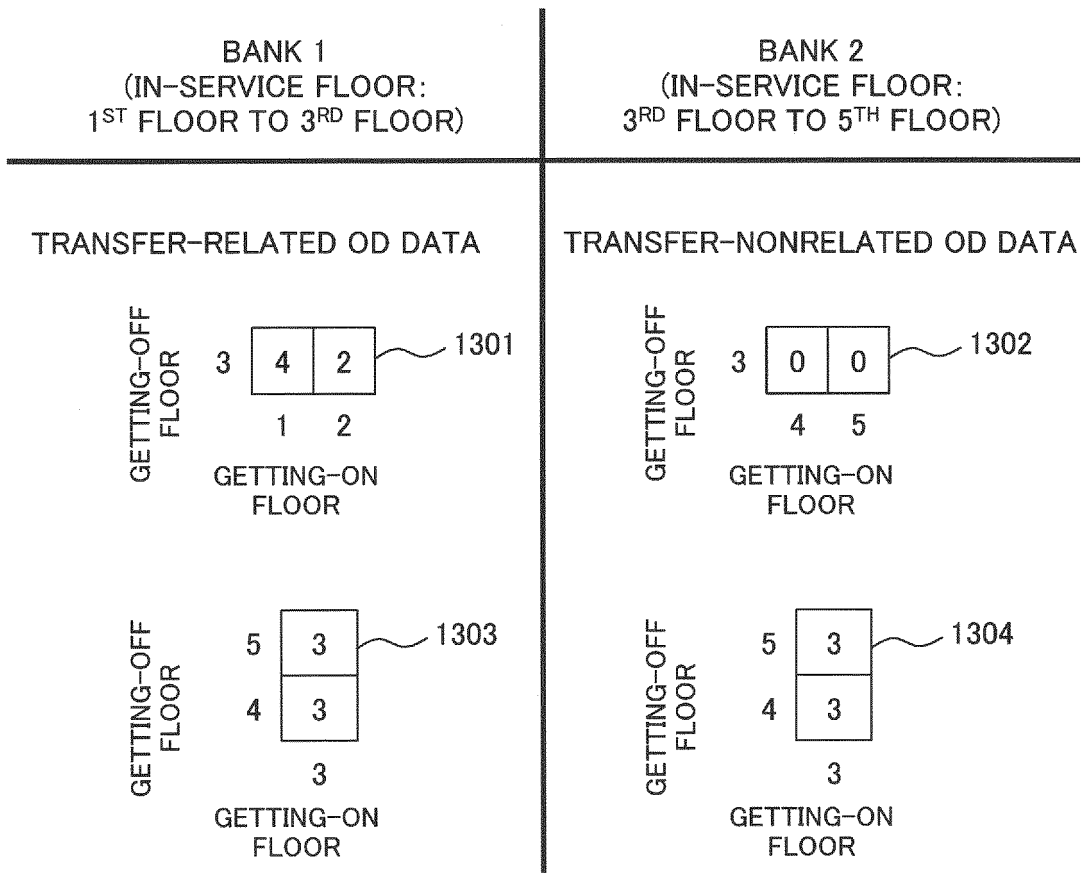 BANK 1
(IN-SERVICE FLOOR:
1ST FLOOR TO 3RD FLOOR)
BANK 2
(IN-SERVICE FLOOR:
3RD FLOOR TO 5TH FLOOR)
TRANSFER-RELATED OD DATA
GETTING-OFF
FLOOR
3 4 2
1301
1 2
GETTING-ON
FLOOR
GETTING-OFF
FLOOR
5 3
1303
4 3
3
GETTING-ON
FLOOR
TRANSFER-NONRELATED OD DATA
GETTING-OFF
FLOOR
3 0 0
1302
4 5
GETTING-ON
FLOOR
GETTING-OFF
FLOOR
5 3
1304
4 3
3
GETTING-ON
FLOOR